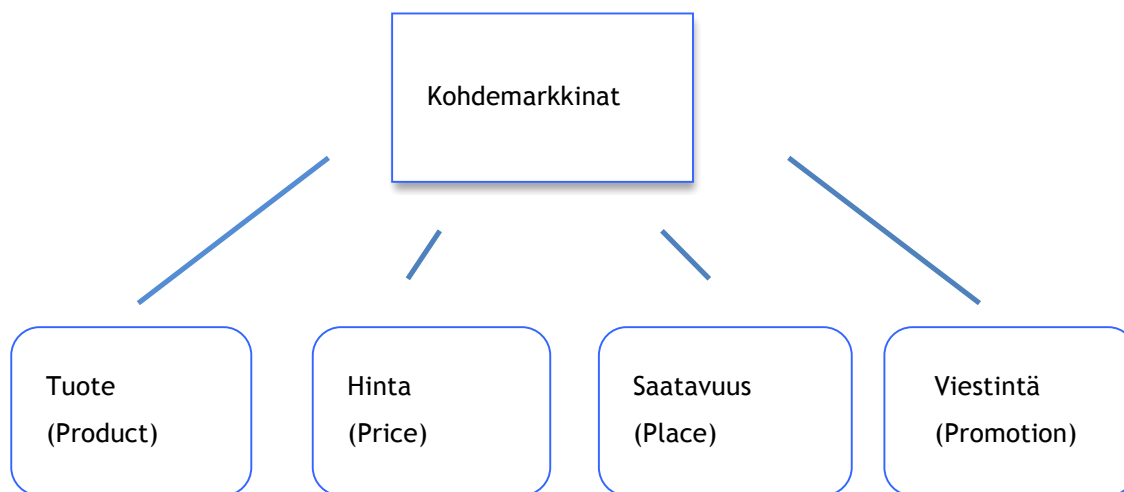 Kohdemarkkinat
Tuote
(Product)
Hinta
(Price)
Saatavuus
(Place)
Viestintä
(Promotion)